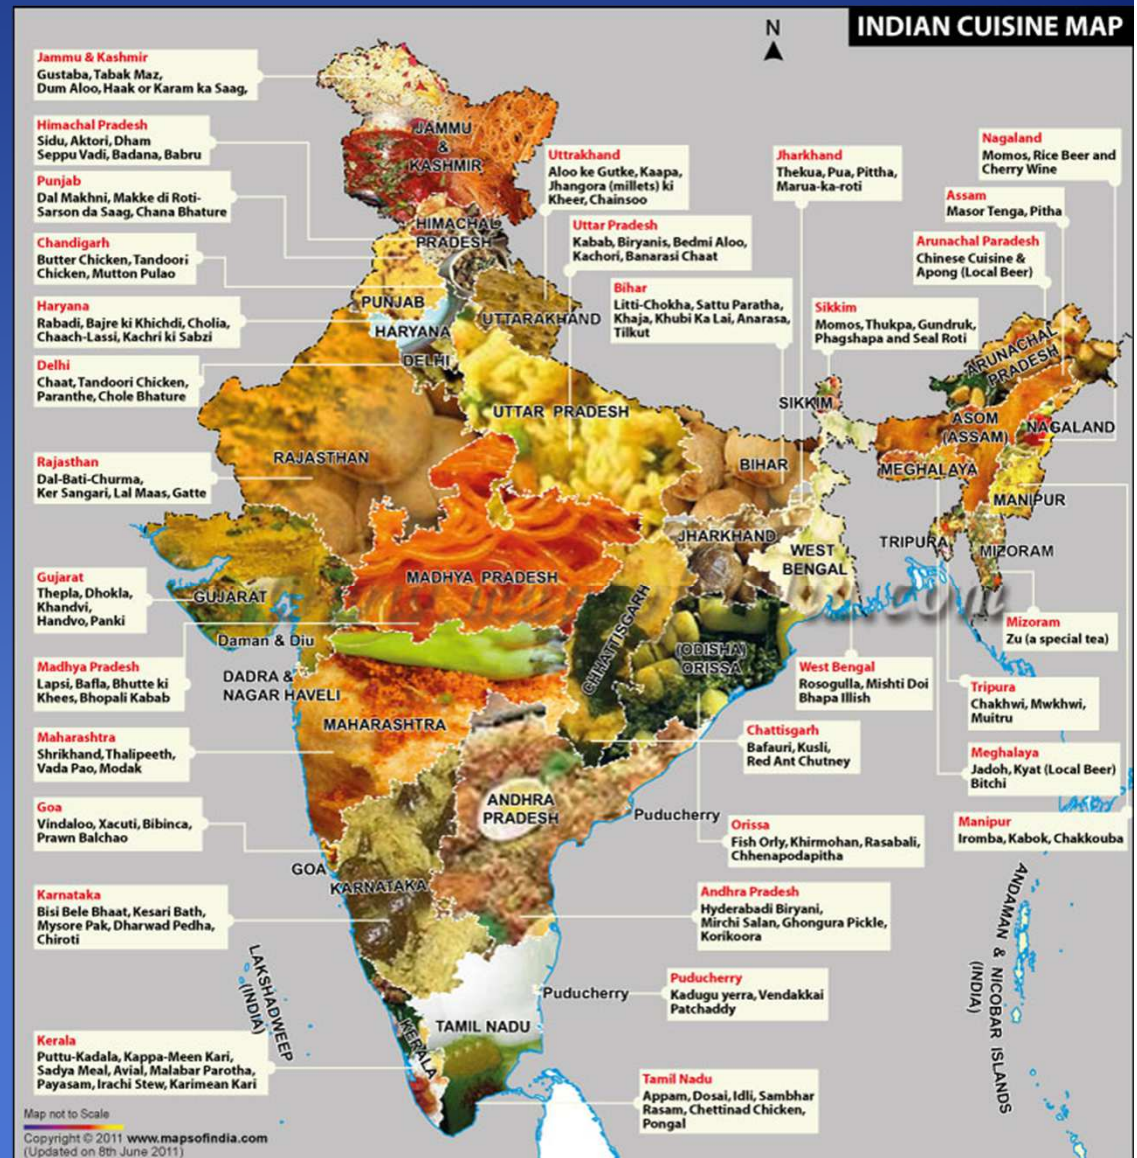 INDIAN CUISINE MAP
N
Jammu & Kashmir
Gustaba, Tabak Maz,
Dum Aloo, Haak or Karam ka Saag,
Himachal Pradesh
Sidu, Aktori, Dham
Seppu Vadi, Badana, Babru
Punjab
Dal Makhni, Makke di Roti-
Sarson da Saag, Chana Bhature
Chandigarh
Butter Chicken, Tandoori
Chicken, Mutton Pulao
Haryana
Rabadi, Bajre ki Khichdi, Cholia,
Chaach-Lassi, Kachri ki Sabzi
Delhi
Chaat, Tandoori Chicken,
Paranthe, Chole Bhature
Rajasthan
Dal-Bati-Churma,
Ker Sangari, Lal Maas, Gatte
Gujarat
Thepla, Dhokla,
Khandvi,
Handvo, Panki
Madhya Pradesh
Lapsi, Bafla, Bhutte ki
Khees, Bhopali Kabab
Maharashtra
Shrikhand, Thalipeeth,
Vada Pao, Modak
Goa
Vindaloo, Xacuti, Bibinca,
Prawn Balchao
Karnataka
Bisi Bele Bhaat, Kesari Bath,
Mysore Pak, Dharwad Pedha,
Chiroti
Kerala
Puttu-Kadala, Kappa-Meen Kari,
Sadya Meal, Avial, Malabar Parotha,
Payasam, Irachi Stew, Karimean Kari
Uttrakhand
Aloo ke Gutke, Kaapa,
Jhangora (millets) ki
Kheer, Chainsoo
Uttar Pradesh
Kabab, Biryanis, Bedmi Aloo,
Kachori, Banarasi Chaat
Bihar
Litti-Chokha, Sattu Paratha,
Khaja, Khubi Ka Lai, Anarasa,
Tilkut
Jharkhand
Thekua, Pua, Pittha,
Marua-ka-roti
Nagaland
Momos, Rice Beer and
Cherry Wine
Assam
Masor Tenga, Pitha
Arunachal Paradesh
Chinese Cuisine &
Apong (Local Beer)
Sikkim
Momos, Thukpa, Gundruk,
Phagshapa and Seal Roti
Mizoram
Zu (a special tea)
West Bengal
Rosogulla, Mishti Doi
Bhapa Illish
Tripura
Chakhwi, Mwkhwi,
Muitru
Chattisgarh
Bafauri, Kusli,
Red Ant Chutney
Meghalaya
Jadoh, Kyat (Local Beer)
Bitchi
Manipur
Iromba, Kabok, Chakkouba
Orissa
Fish Orly, Khirmohan, Rasabali,
Chhenapodapitha
Andhra Pradesh
Hyderabadi Biryani,
Mirchi Salan, Ghongura Pickle,
Korikoora
Puducherry
Kadugu yerra, Vendakkai
Patchaddy
Tamil Nadu
Appam, Dosai, Idli, Sambhar
Rasam, Chettinad Chicken,
Pongal
JAMMU
&
KASHMIR
HIMACHAL
PRADESH
PUNJAB
HARYANA
UTTARAKHAND
DELHI
UTTAR PRADESH
RAJASTHAN
BIHAR
SIKKIM
ARUNACHAL
PRADESH
ASOM
(ASSAM)
NAGALAND
MEGHALAYA
MANIPUR
TRIPURA
MIZORAM
JHARKHAND
WEST
BENGAL
MADHYA PRADESH
GUJARAT
Daman & Diu
DADRA &
NAGAR HAVELI
CHHATTISGARH
(ODISHA)
ORISSA
MAHARASHTRA
ANDHRA
PRADESH
Puducherry
GOA
KARNATAKA
Puducherry
TAMIL NADU
KERALA
LAKSHADWEEP
(INDIA)
ANDAMAN & NICOBAR ISLANDS
(INDIA)
Map not to Scale
Copyright © 2011 www.mapsofindia.com
(Updated on 8th June 2011)